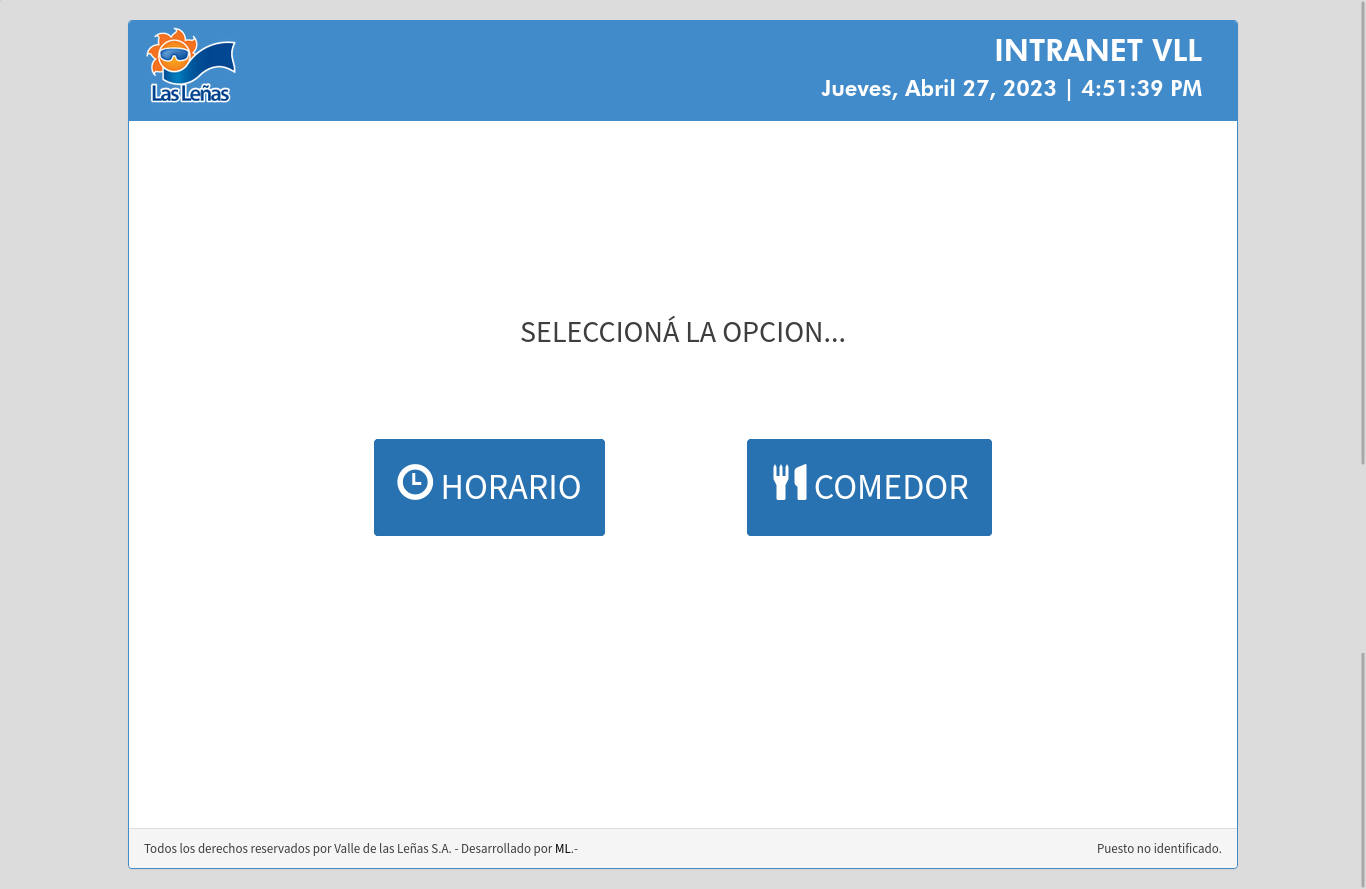 Las Leñas
INTRANET VLL
Jueves, Abril 27, 2023 | 4:51:39 PM
SELECCIONÁ LA OPCION...
HORARIO
COMEDOR
Todos los derechos reservados por Valle de las Leñas S.A. - Desarrollado por ML.-
Puesto no identificado.